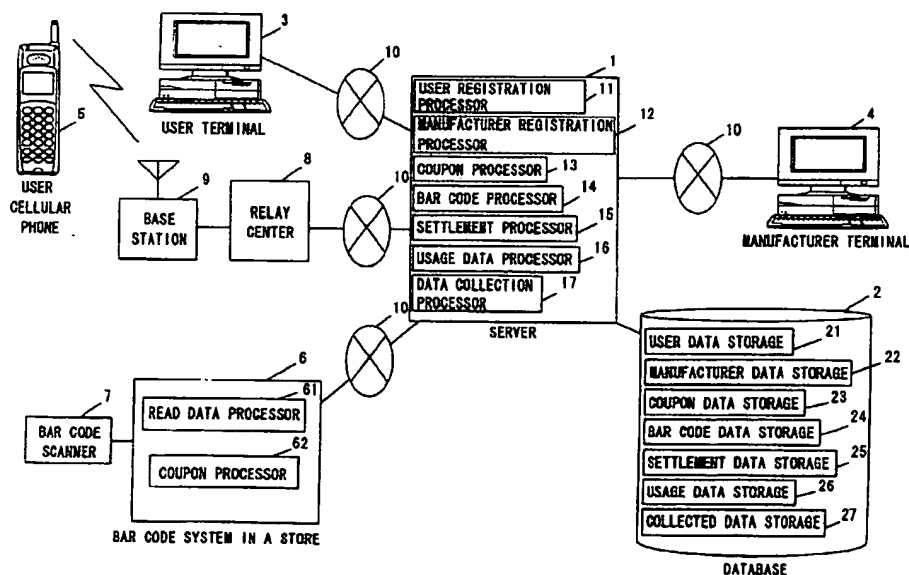 3
10
1
USER REGISTRATION
PROCESSOR
11
MANUFACTURER REGISTRATION
PROCESSOR
12
10
4
5
USER TERMINAL
USER
CELLULAR
PHONE
9
BASE
STATION
8
RELAY
CENTER
10
COUPON PROCESSOR
13
BAR CODE PROCESSOR
14
SETTLEMENT PROCESSOR
15
USAGE DATA PROCESSOR
16
DATA COLLECTION
PROCESSOR
17
SERVER
MANUFACTURER TERMINAL
10
2
USER DATA STORAGE
21
MANUFACTURER DATA STORAGE
22
COUPON DATA STORAGE
23
BAR CODE DATA STORAGE
24
SETTLEMENT DATA STORAGE
25
USAGE DATA STORAGE
26
COLLECTED DATA STORAGE
27
DATABASE
7
BAR CODE
SCANNER
6
61
READ DATA PROCESSOR
62
COUPON PROCESSOR
BAR CODE SYSTEM IN A STORE